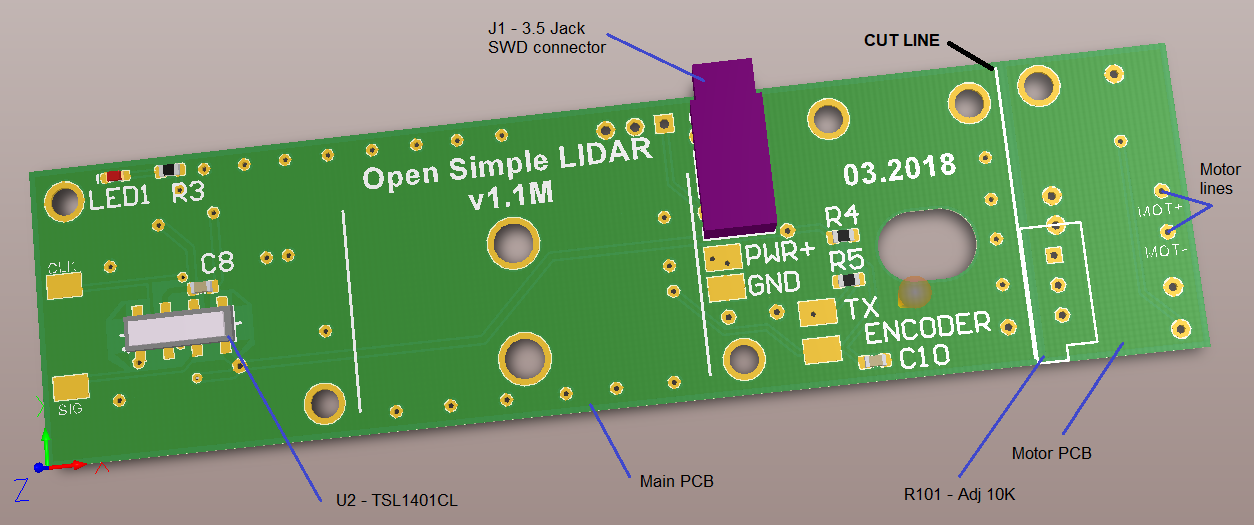 J1 - 3.5 Jack
SWD connector
CUT LINE
Open Simple LIDAR
v1.1M
03.2018
LED1
R3
Motor
lines
MOT+
MOT-
R4
R5
PWR+
GND
C8
CLK
TX
ENCODER
C10
SIG
X
Z
Main PCB
U2 - TSL1401CL
Motor PCB
R101 - Adj 10K